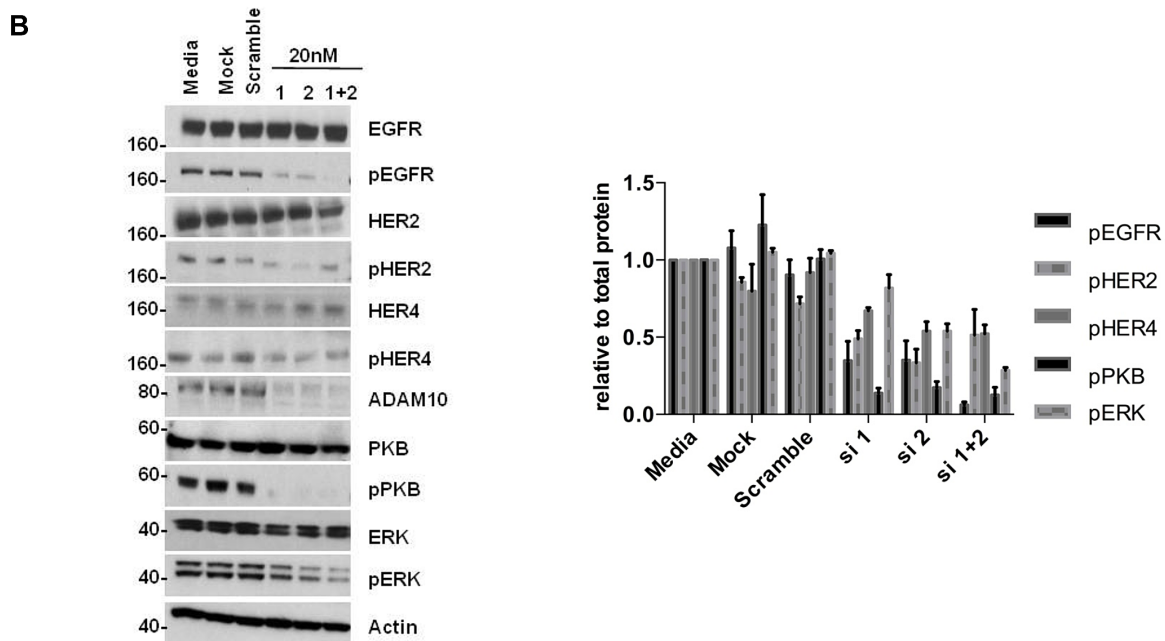 B
Media
Mock
Scramble
20nM
1 2 1+2
EGFR
160
pEGFR
160
HER2
160
pHER2
160
HER4
160
pHER4
160
ADAM10
80
60
PKB
60
pPKB
ERK
40
pERK
40
Actin
40
relative to total protein
1.5
1.0
0.5
0.0
Media
Mock
Scramble
si 1
si 2
si 1+2
pEGFR
pHER2
pHER4
pPKB
pERK